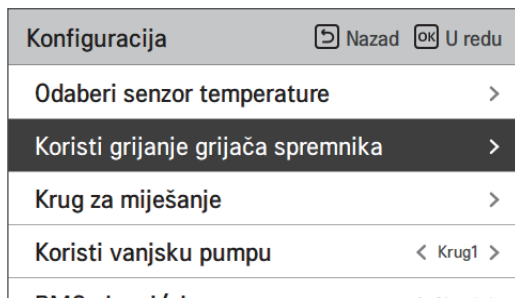 Konfiguracija Nazad OK U redu
Odaberi senzor temperature
Koristi grijanje grijača spremnika
Krug za miješanje
Koristi vanjsku pumpu Krug1